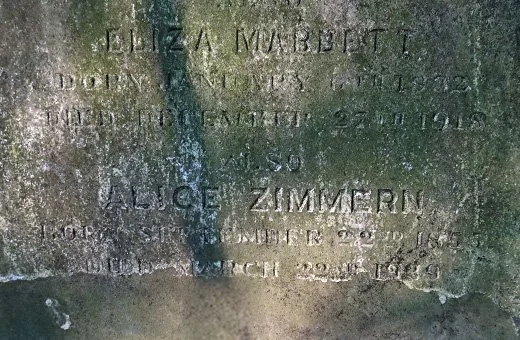 ELIZA MABBETT
BORN JANUARY 6TH 1832
DIED DECEMBER 27TH 1918
ALSO
ALICE ZIMMERN
BORN SEPTEMBER 22ND 1855
DIED MARCH 22ND 1939